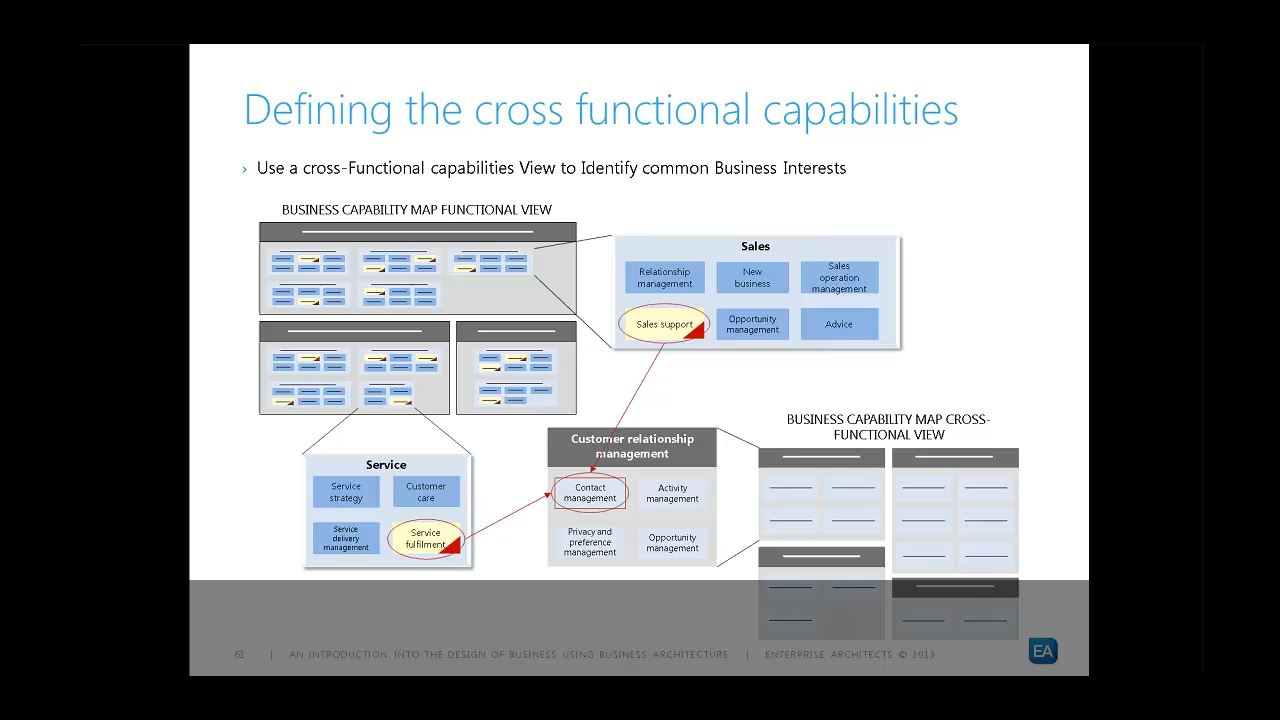 Defining the cross functional capabilities
› Use a cross-Functional capabilities View to Identify common Business Interests
BUSINESS CAPABILITY MAP FUNCTIONAL VIEW
Sales
Relationship
management
New
business
Sales
operation
management
Sales support
Opportunity
management
Advice
Service
Service
strategy
Customer
care
Service
delivery
management
Service
fulfilment
Customer relationship
management
Contact
management
Activity
management
Privacy and
preference
management
Opportunity
management
BUSINESS CAPABILITY MAP CROSS-
FUNCTIONAL VIEW
61 | AN INTRODUCTION INTO THE DESIGN OF BUSINESS USING BUSINESS ARCHITECTURE | ENTERPRISE ARCHITECTS © 2013
EA